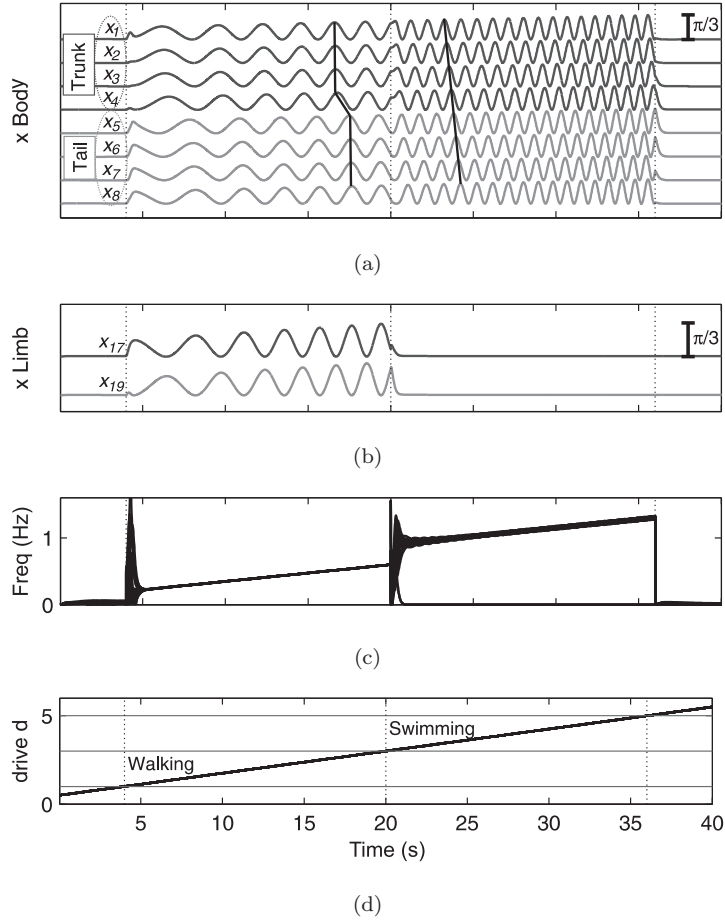 x Body
Trunk
Tail
x1
x2
x3
x4
x5
x6
x7
x8
π/3
(a)
x Limb
x17
x19
π/3
(b)
Freq (Hz)
1
0
(c)
drive d
5
0
Walking
Swimming
5 10 15 20 25 30 35 40
Time (s)
(d)